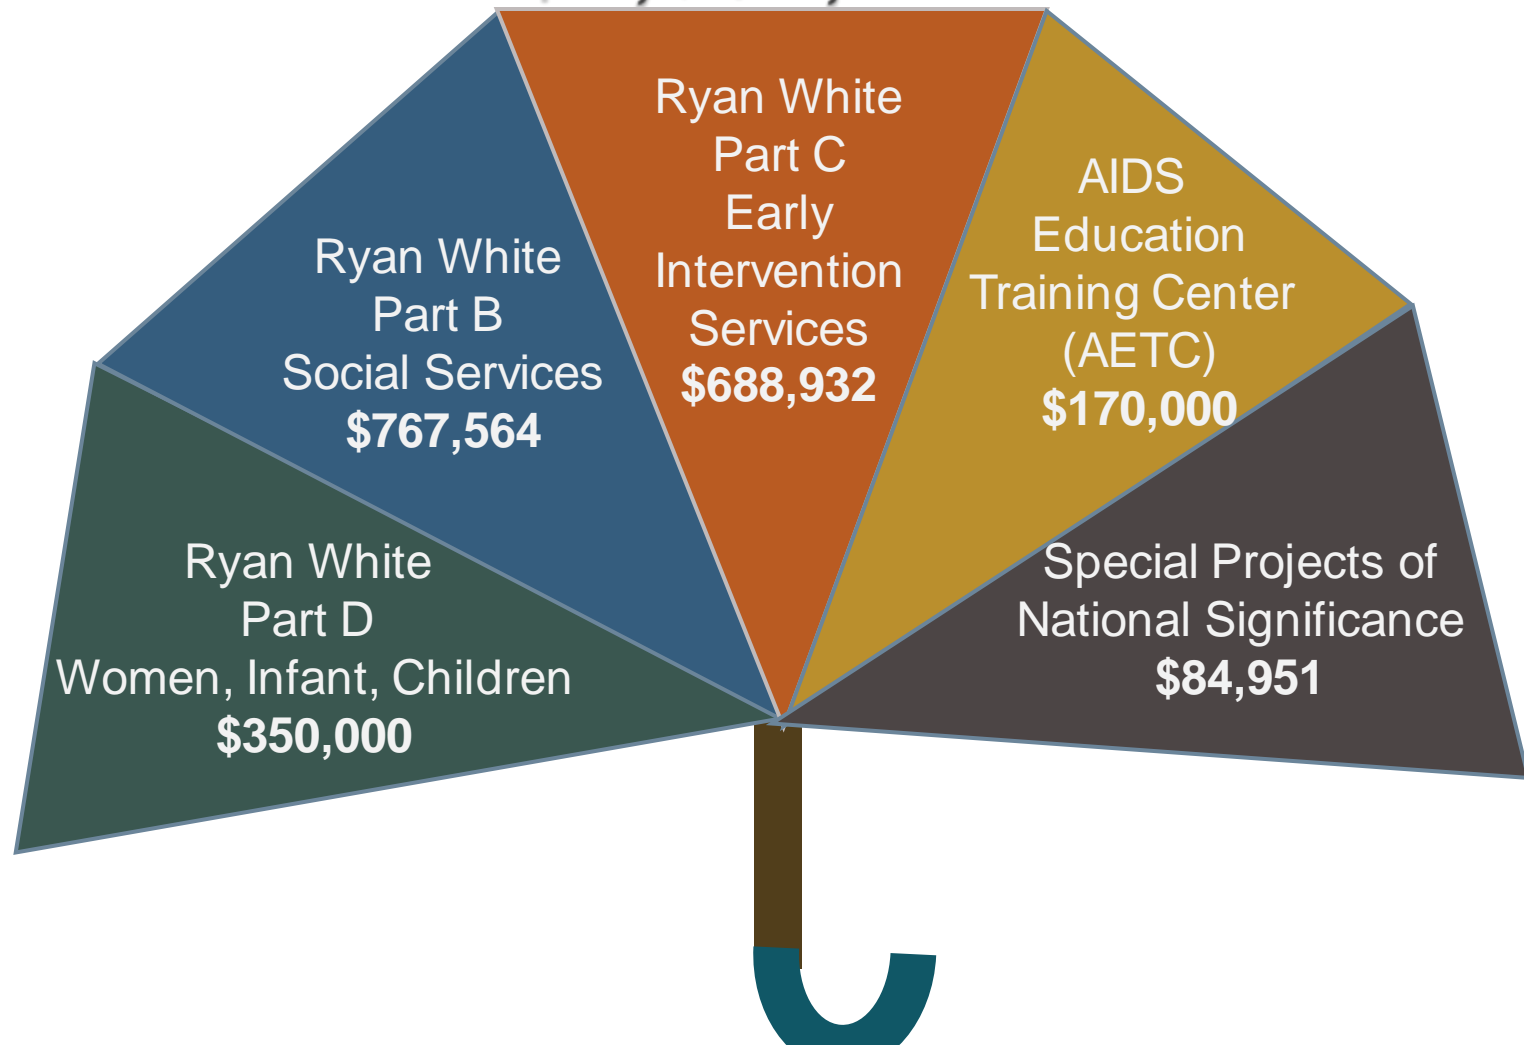 Ryan White
Part D
Women, Infant, Children
$350,000
Ryan White
Part B
Social Services
$767,564
Ryan White
Part C
Early
Intervention
Services
$688,932
AIDS
Education
Training Center
(AETC)
$170,000
Special Projects of
National Significance
$84,951